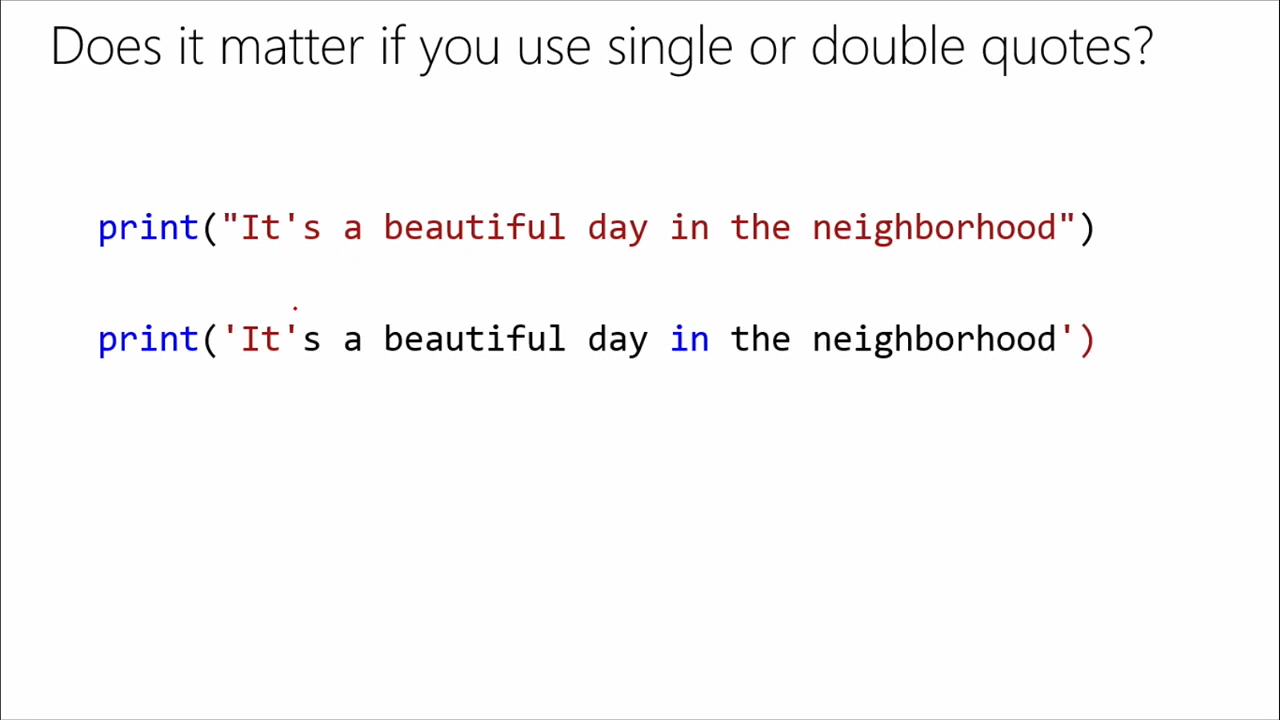 Does it matter if you use single or double quotes?
print("It's a beautiful day in the neighborhood")
print('It's a beautiful day in the neighborhood')